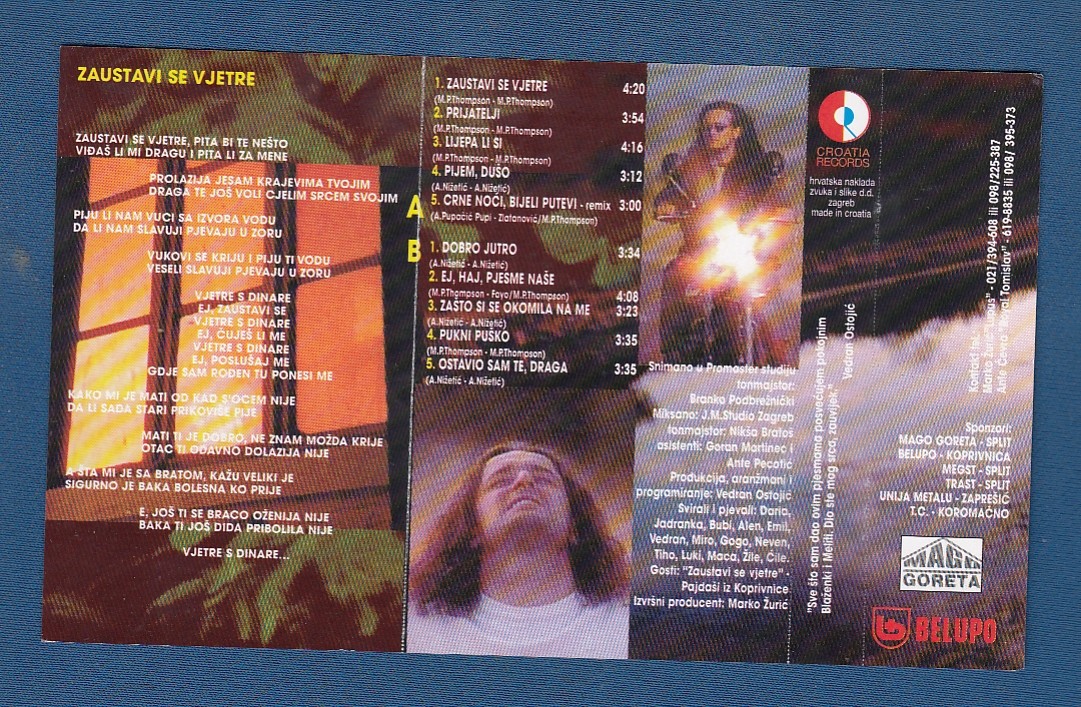 ZAUSTAVI SE VJETRE
ZAUSTAVI SE VJETRE, PITA BI TE NEŠTO
VIĐAŠ LI MI DRAGU I PITA LI ZA MENE
PROLAZIJA JESAM KRAJEVIMA TVOJIM
DRAGA TE JOŠ VOLI CJELIM SRCEM SVOJIM
PIJU LI NAM VUCI SA IZVORA VODU
DA LI NAM SLAVUJI PJEVAJU U ZORU
VUKOVI SE KRIJU I PIJU TI VODU
VESELI SLAVUJI PJEVAJU U ZORU
VJETRE S DINARE
EJ, ZAUSTAVI SE
VJETRE S DINARE
EJ, ČUJEŠ LI ME
VJETRE S DINARE
EJ, POSLUŠAJ ME
GDJE SAM ROĐEN TU PONESI ME
KAKO MI JE MATI OD KAD S'OCEM NIJE
DA LI SADA STARI PRIKOVIŠE PIJE
MATI TI JE DOBRO, NE ZNAM MOŽDA KRIJE
OTAC TI ODAVNO DOLAZIJA NIJE
A ŠTA MI JE SA BRATOM, KAŽU VELIKI JE
SIGURNO JE BAKA BOLESNA KO PRIJE
E, JOŠ TI SE BRACO OŽENIJA NIJE
BAKA TI JOŠ DIDA PRIBOLILA NIJE
VJETRE S DINARE...
A
1. ZAUSTAVI SE VJETRE 4:20
(M.P.Thompson - M.P.Thompson)
2. PRIJATELJI 3:54
(M.P.Thompson - M.P.Thompson)
3. LIJEPA LI SI 4:16
(M.P.Thompson - M.P.Thompson)
4. PIJEM, DUŠO 3:12
(A.Nižetić - A.Nižetić)
5. CRNE NOĆI, BIJELI PUTEVI - remix 3:00
(A.Pupačić Pupi - Zlatanović/M.P.Thompson)
B
1. DOBRO JUTRO 3:34
(A.Nižetić - A.Nižetić)
2. EJ, HAJ, PJESME NAŠE
(M.P.Thompson - Fayo/M.P.Thompson) 4:08
3. ZAŠTO SI SE OKOMILA NA ME 3:23
(A.Nižetić - A.Nižetić)
4. PUKNI PUŠKO 3:35
(M.P.Thompson - M.P.Thompson)
5. OSTAVIO SAM TE, DRAGA 3:35
(A.Nižetić - A.Nižetić)
Snimano u Promaster studiju
tonmajstor:
Branko Podbrežnički
Miksano: J.M.Studio Zagreb
tonmajstor: Nikša Bratoš
asistenti: Goran Martinec i
Ante Pecotić
Produkcija, aranžmani i
programiranje: Vedran Ostojić
Svirali i pjevali: Daria,
Jadranka, Bubi, Alen, Emil,
Vedran, Miro, Gogo, Neven,
Tiho, Luki, Maca, Žile, Ćile.
Gosti: "Zaustavi se vjetre" -
Pajdaši iz Koprivnice
Izvršni producent: Marko Žurić
CROATIA
RECORDS
hrvatska naklada
zvuka i slike d.d.
zagreb
made in croatia
"Sve što sam dao ovim pjesmama posvećujem pokojnim
Blaženki i Meliti. Dio ste mog srca, zauvijek."
Vedran Ostojić
Kontakt tel.:
Marko Žurić - 021/394-608 ili 098/225-387
Ante Tomislav" - 619-8835 ili 098/ 395-373
Sponzori:
MAGO GORETA - SPLIT
BELUPO - KOPRIVNICA
MEGST - SPLIT
TRAST - SPLIT
UNIJA METALU - ZAPREŠIĆ
T.C. - KOROMAČNO
MAGO
GORETA
BELUPO